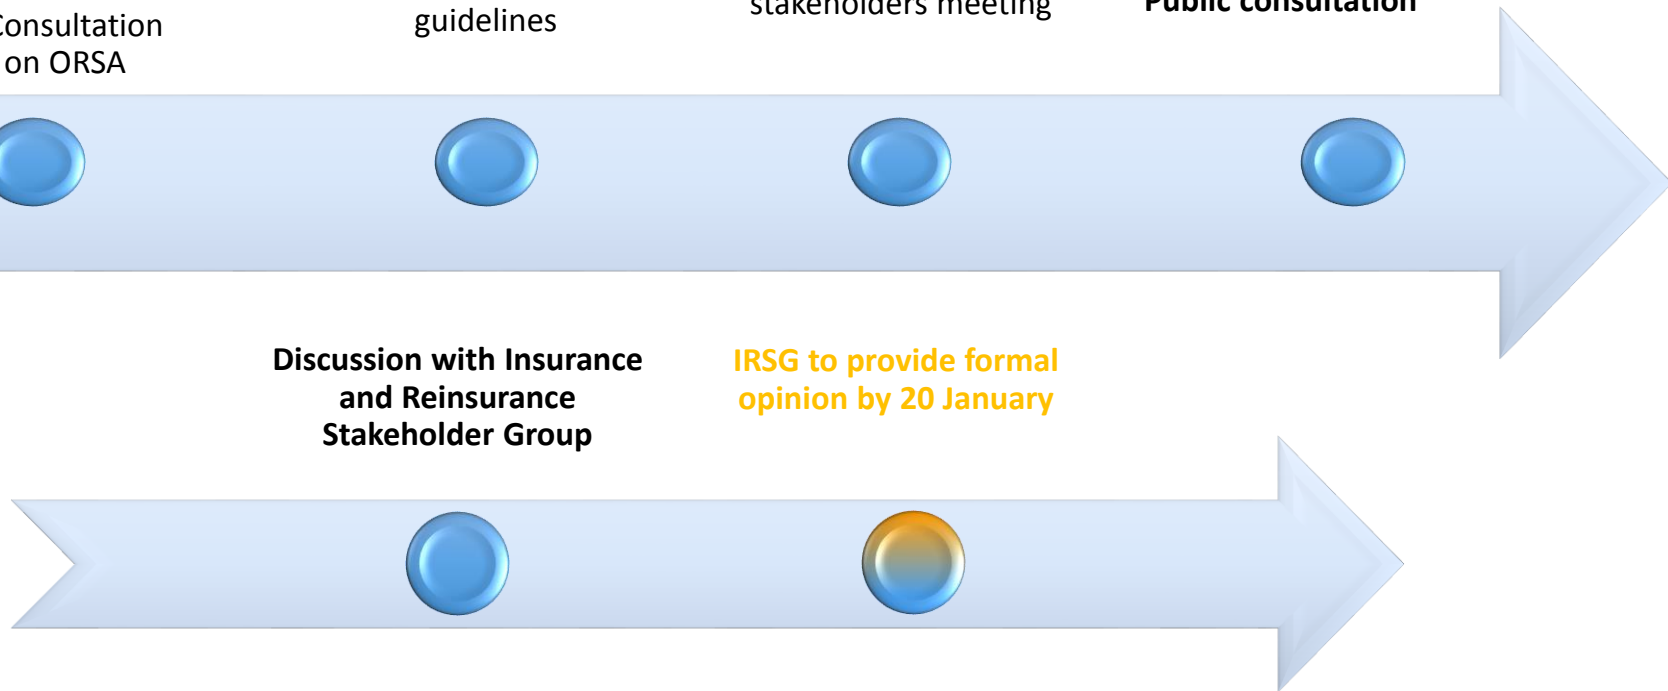 Consultation
on ORSA
guidelines
stakeholders meeting
Public consultation
Discussion with Insurance
and Reinsurance
Stakeholder Group
IRSG to provide formal
opinion by 20 January